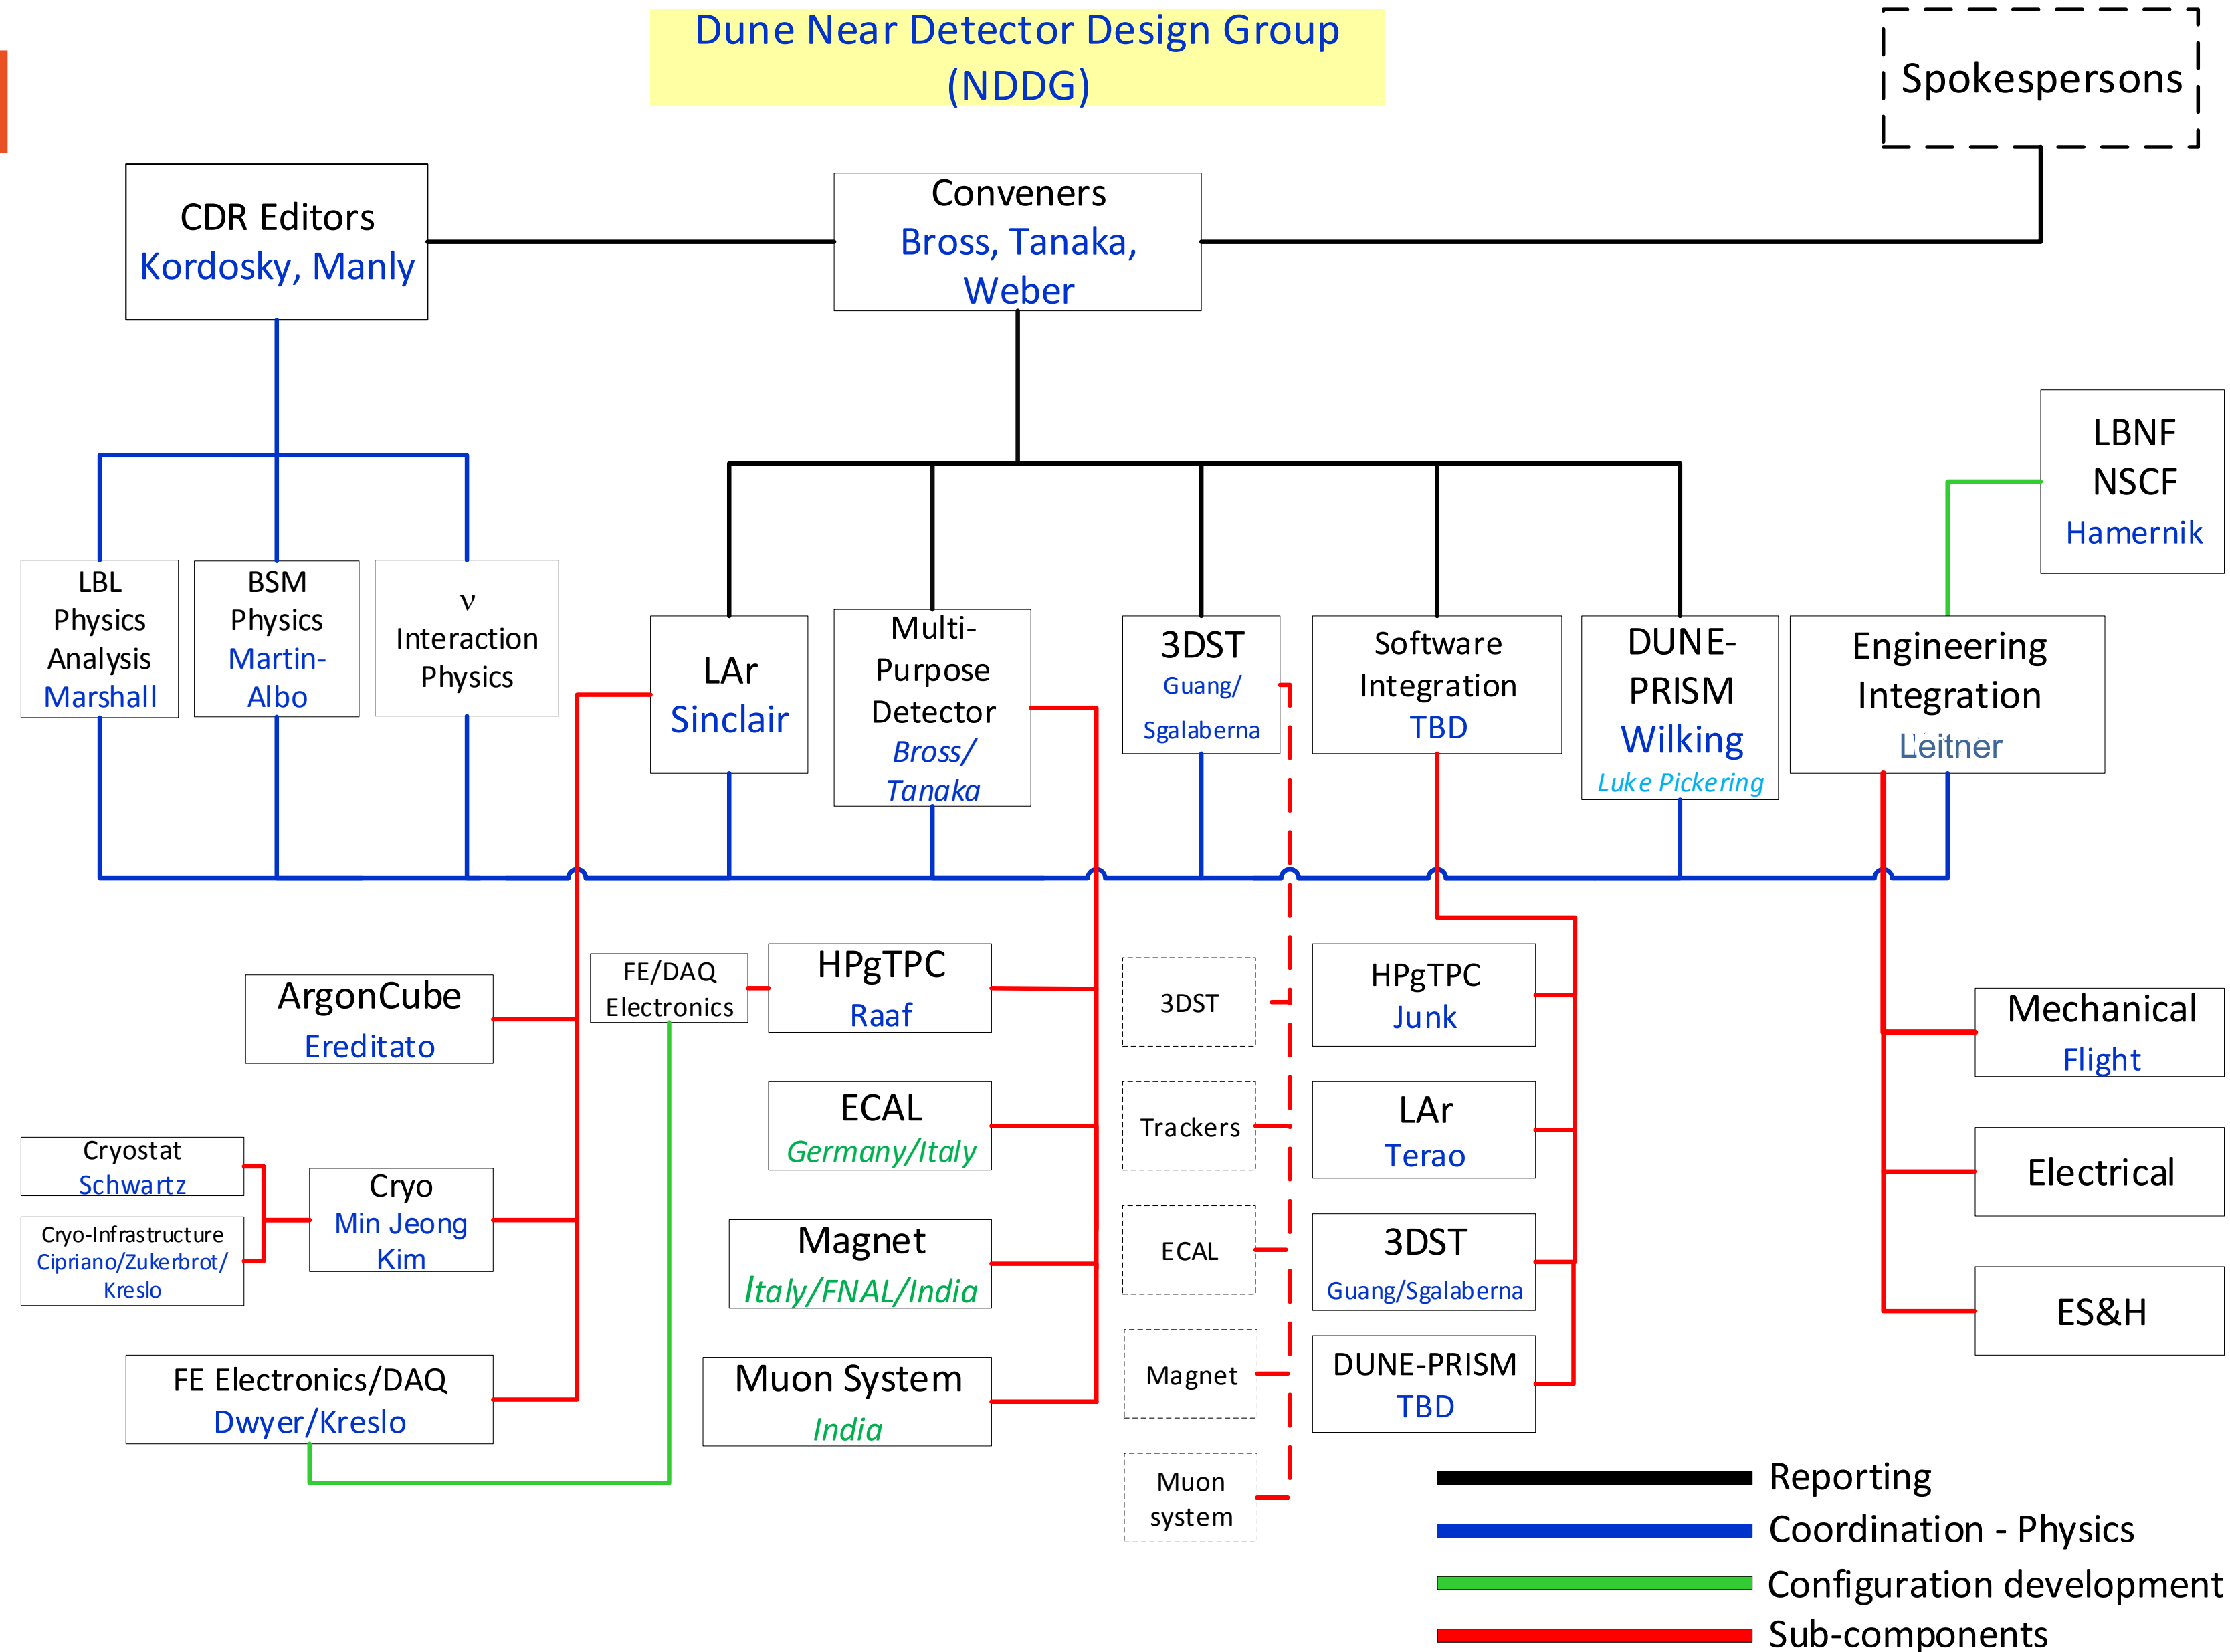 Dune Near Detector Design Group
(NDDG)
Spokespersons
CDR Editors
Kordosky, Manly
Conveners
Bross, Tanaka,
Weber
LBNF
NSCF
Hamernik
LBL
Physics
Analysis
Marshall
BSM
Physics
Martin-
Albo
ν
Interaction
Physics
LAr
Sinclair
Multi-
Purpose
Detector
Bross/
Tanaka
3DST
Guang/
Sgalaberna
Software
Integration
TBD
DUNE-
PRISM
Wilking
Luke Pickering
Engineering
Integration
Leitner
ArgonCube
Ereditato
Cryostat
Schwartz
Cryo-Infrastructure
Cipriano/Zukerbrot/
Kreslo
Cryo
Min Jeong
Kim
FE Electronics/DAQ
Dwyer/Kreslo
FE/DAQ
Electronics
HPgTPC
Raaf
ECAL
Germany/Italy
Magnet
Italy/FNAL/India
Muon System
India
3DST
Trackers
ECAL
Magnet
Muon
system
HPgTPC
Junk
LAr
Terao
3DST
Guang/Sgalaberna
DUNE-PRISM
TBD
Mechanical
Flight
Electrical
ES&H
Reporting
Coordination - Physics
Configuration development
Sub-components